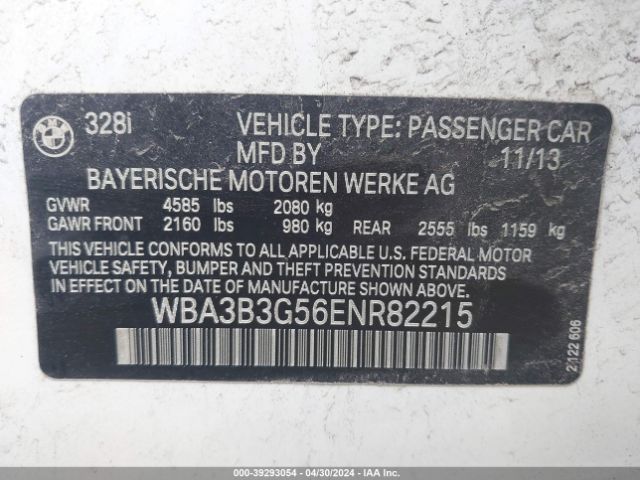 BMW 328i VEHICLE TYPE: PASSENGER CAR
MFD BY 11/13
BAYERISCHE MOTOREN WERKE AG
GVWR 4585 lbs 2080 kg
GAWR FRONT 2160 lbs 980 kg REAR 2555 lbs 1159 kg
THIS VEHICLE CONFORMS TO ALL APPLICABLE U.S. FEDERAL MOTOR
VEHICLE SAFETY, BUMPER AND THEFT PREVENTION STANDARDS
IN EFFECT ON THE DATE OF MANUFACTURE SHOWN ABOVE.
WBA3B3G56ENR82215
2 122 606
000-39293054 - 04/30/2024 - IAA Inc.